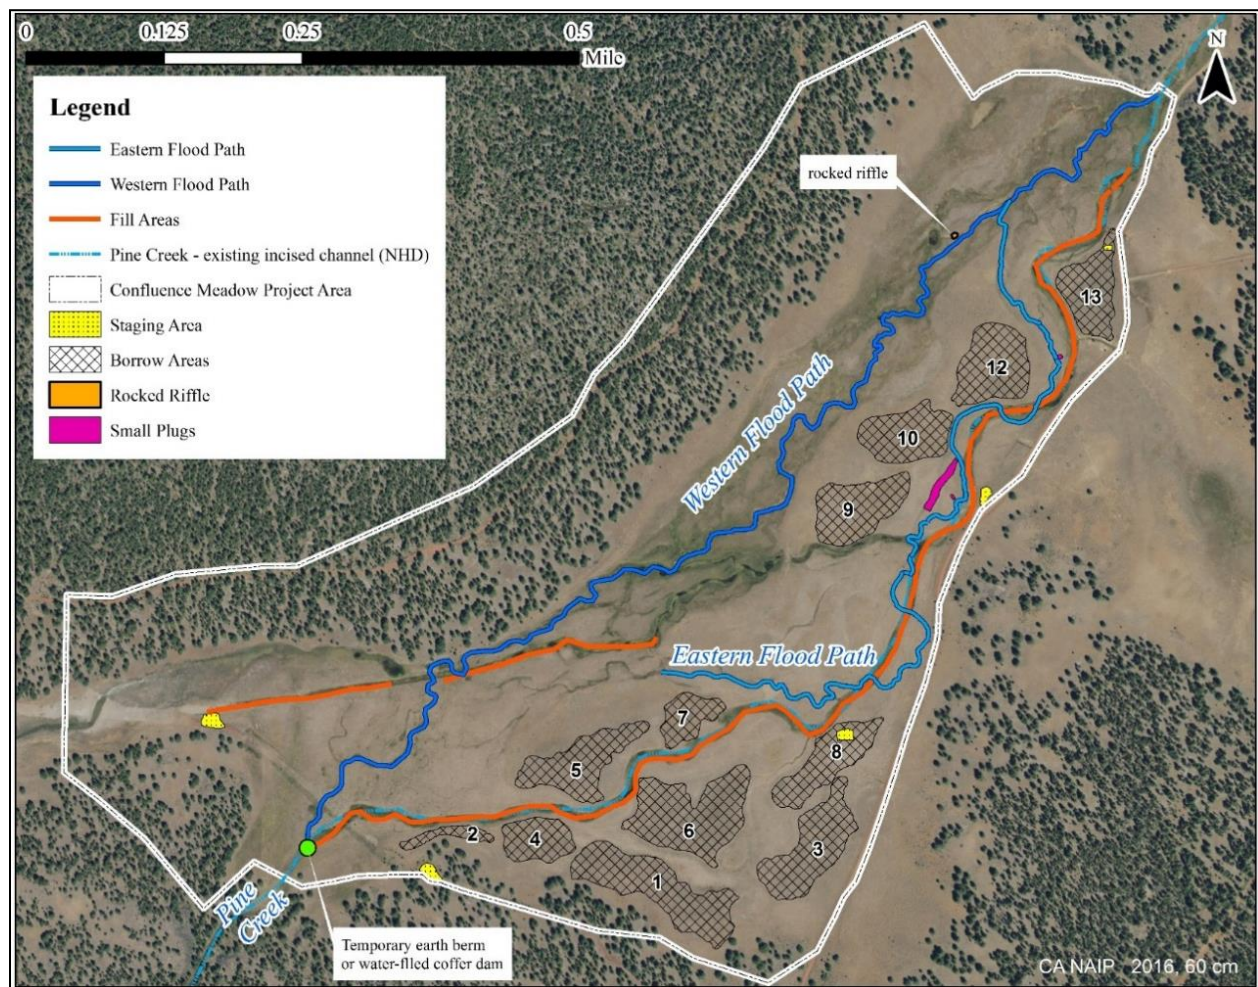 0 0.125 0.25 0.5
Mile
N
Legend
Eastern Flood Path
Western Flood Path
Fill Areas
Pine Creek - existing incised channel (NHD)
Confluence Meadow Project Area
Staging Area
Borrow Areas
Rocked Riffle
Small Plugs
rocked riffle
13
12
Western Flood Path
10
9
Eastern Flood Path
7
8
5
6
2
4
3
1
Pine
Creek
Temporary earth berm
or water-flled coffer dam
CA NAIP 2016, 60 cm